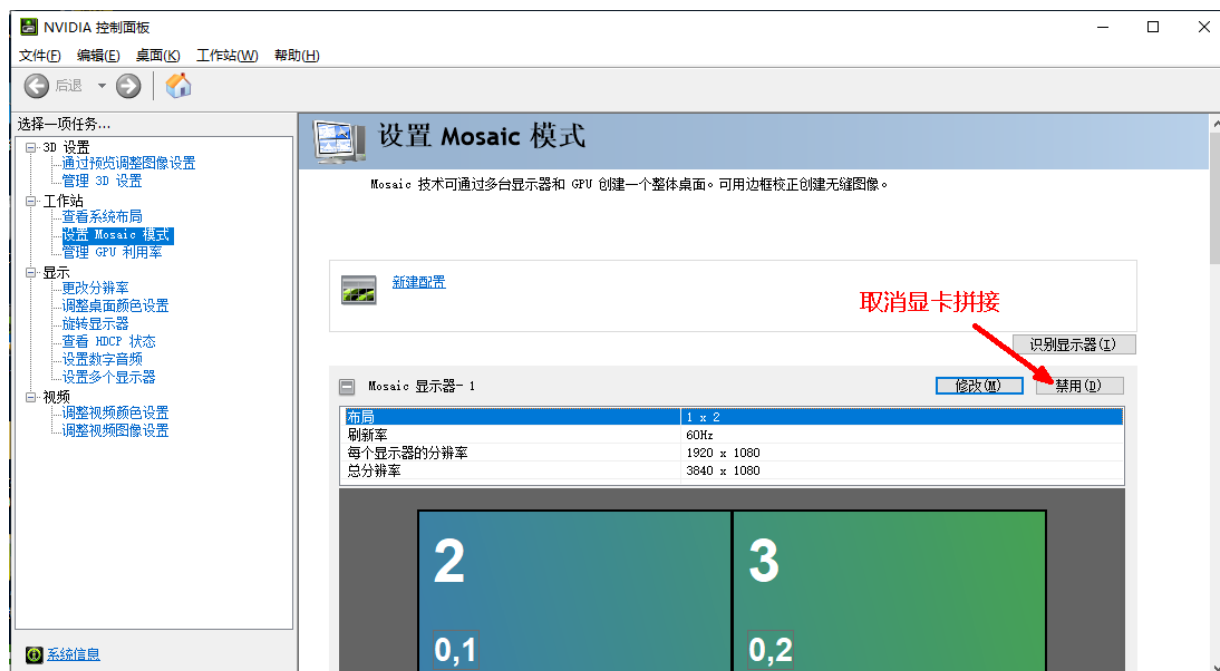 NVIDIA 控制面板
文件(F) 编辑(E) 桌面(K) 工作站(W) 帮助(H)
后退
选择一项任务...
3D 设置
通过预览调整图像设置
管理 3D 设置
工作站
查看系统布局
设置 Mosaic 模式
管理 GPU 利用率
显示
更改分辨率
调整桌面颜色设置
旋转显示器
查看 HDCP 状态
设置数字音频
设置多个显示器
视频
调整视频颜色设置
调整视频图像设置
系统信息
设置 Mosaic 模式
Mosaic 技术可通过多台显示器和 GPU 创建一个整体桌面。可用边框校正创建无缝图像。
新建配置
取消显卡拼接
识别显示器(I)
Mosaic 显示器- 1
修改(M)
禁用(D)
布局 1 x 2
刷新率 60Hz
每个显示器的分辨率 1920 x 1080
总分辨率 3840 x 1080
2 3
0,1 0,2